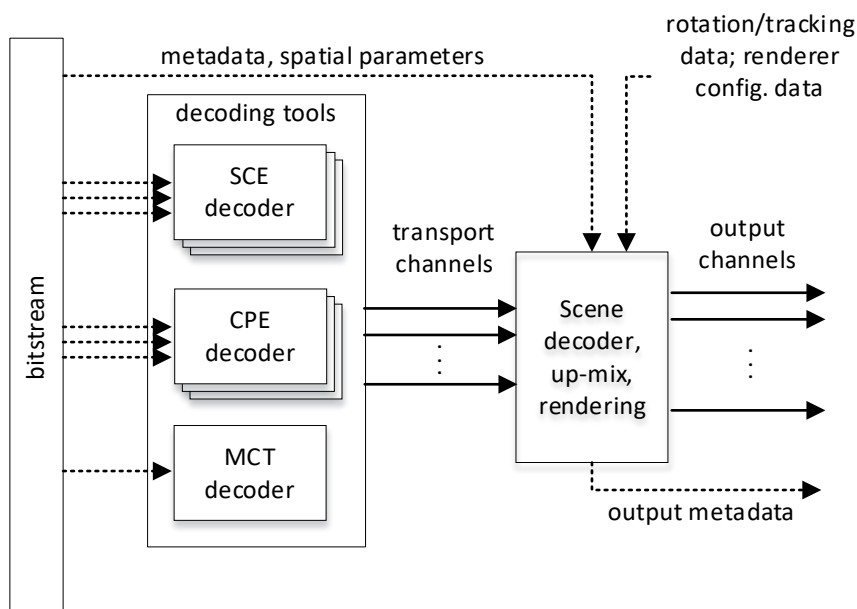 rotation/tracking
data; renderer
config. data
metadata, spatial parameters
decoding tools
SCE
decoder
transport
channels
output
channels
bitstream
CPE
decoder
Scene
decoder,
up-mix,
rendering
MCT
decoder
output metadata